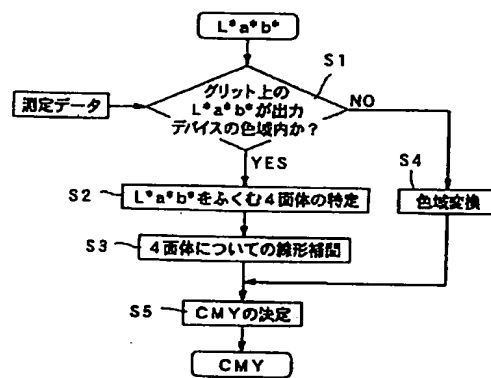 L*a*b*
S1
グリット上の
L*a*b*が出力
デバイスの色域内か?
測定データ
NO
YES
S2
L*a*b*をふくむ4面体の特定
S4
色域変換
S3
4面体についての線形補間
S5
CMYの決定
CMY